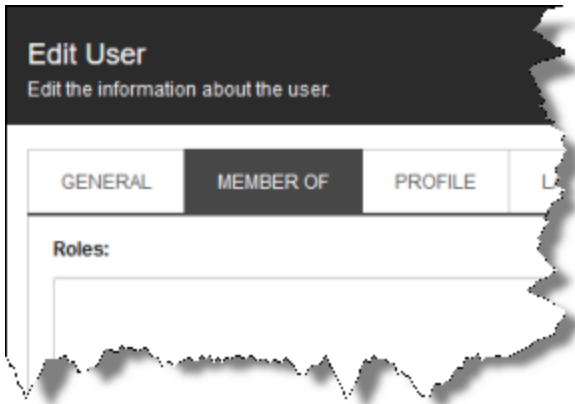 Edit User
Edit the information about the user.
GENERAL MEMBER OF PROFILE
Roles: